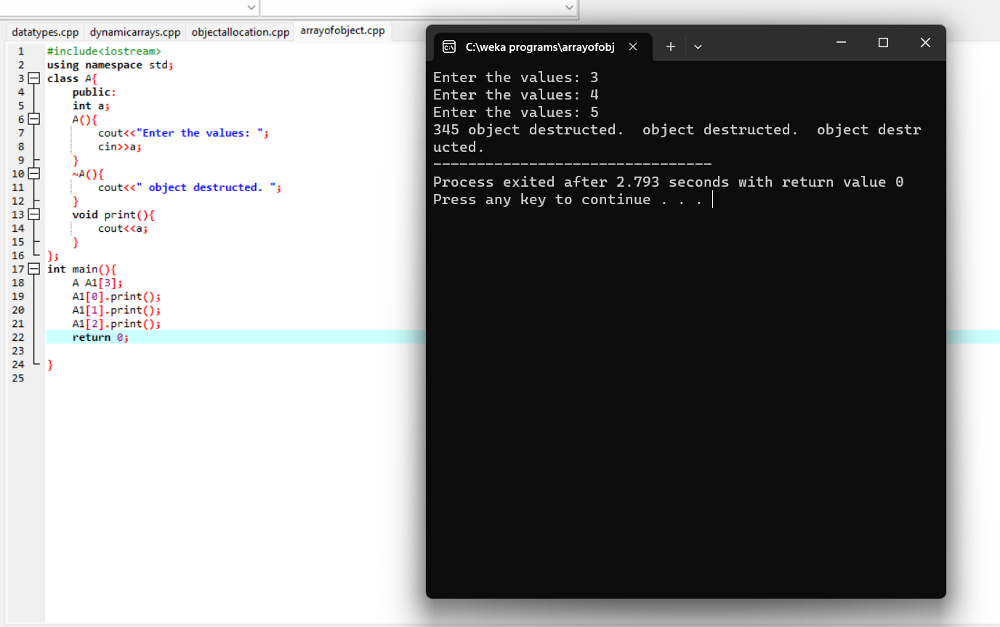 datatypes.cpp dynamicarrays.cpp objectallocation.cpp arrayofobject.cpp
1 #include<iostream>
2 using namespace std;
3 class A{
4 public:
5 int a;
6 A(){
7 cout<<"Enter the values: ";
8 cin>>a;
9 }
10 ~A(){
11 cout<<" object destructed. ";
12 }
13 void print(){
14 cout<<a;
15 }
16 };
17 int main(){
18 A A1[3];
19 A1[0].print();
20 A1[1].print();
21 A1[2].print();
22 return 0;
23
24 }
25
C:\weka programs\arrayofobj
Enter the values: 3
Enter the values: 4
Enter the values: 5
345 object destructed.  object destructed.  object destr
ucted.
--------------------------------
Process exited after 2.793 seconds with return value 0
Press any key to continue . . .